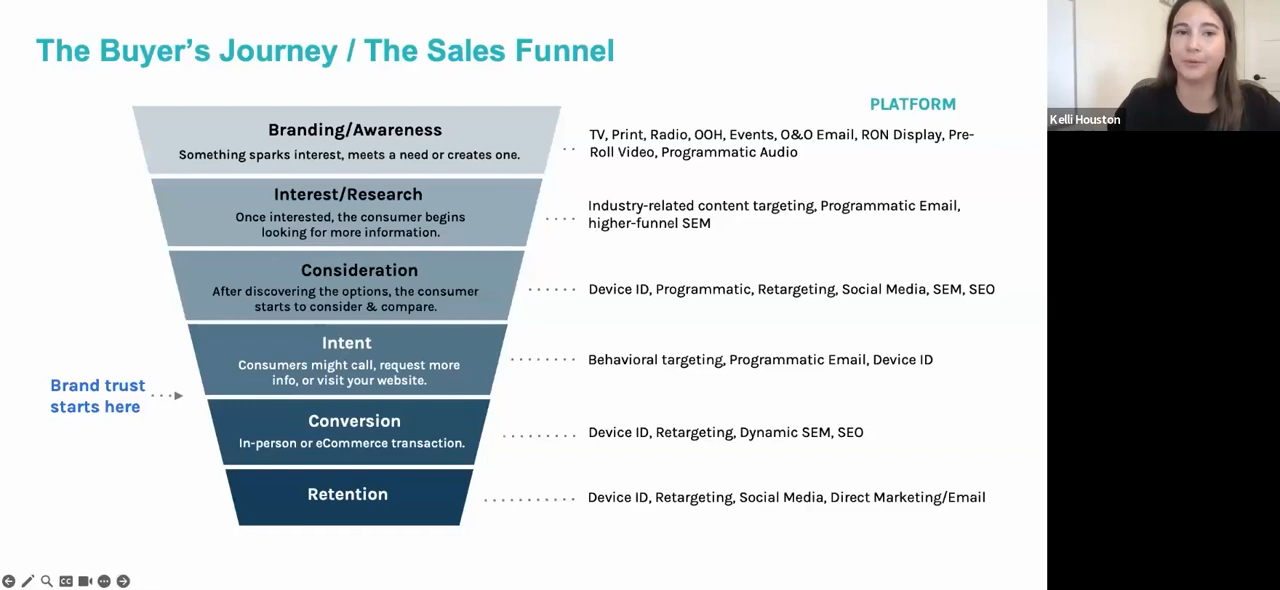 The Buyer's Journey / The Sales Funnel
Kelli Houston
PLATFORM
Branding/Awareness
Something sparks interest, meets a need or creates one.
TV, Print, Radio, OOH, Events, O&O Email, RON Display, Pre-
Roll Video, Programmatic Audio
Interest/Research
Once interested, the consumer begins
looking for more information.
Industry-related content targeting, Programmatic Email,
higher-funnel SEM
Consideration
After discovering the options, the consumer
starts to consider & compare.
Device ID, Programmatic, Retargeting, Social Media, SEM, SEO
Intent
Consumers might call, request more
info, or visit your website.
Behavioral targeting, Programmatic Email, Device ID
Brand trust
starts here
Conversion
In-person or eCommerce transaction.
Device ID, Retargeting, Dynamic SEM, SEO
Retention
Device ID, Retargeting, Social Media, Direct Marketing/Email
CC